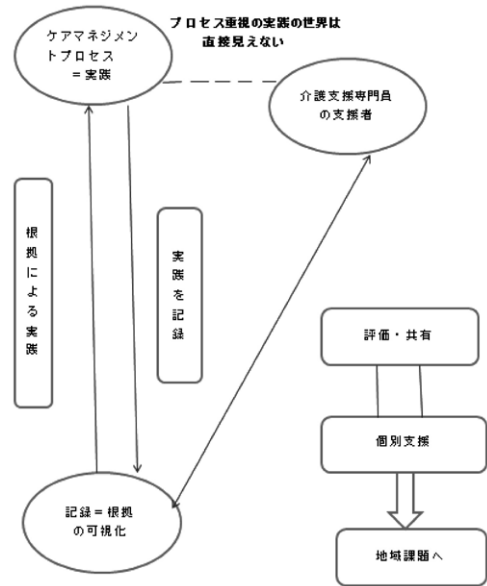 プロセス重視の実践の世界は
直接見えない
ケアマネジメン
トプロセス
＝実践
介護支援専門員
の支援者
根拠による実践
実践を記録
評価・共有
個別支援
記録＝根拠
の可視化
地域課題へ